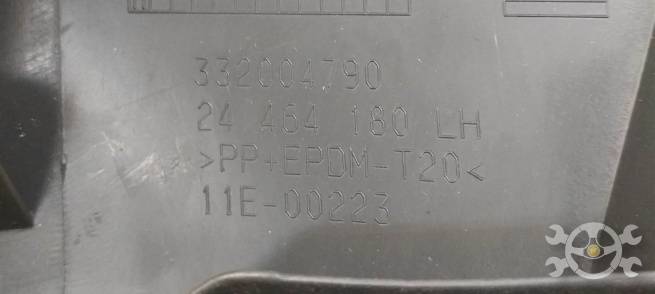 332004790
24 464 180 LH
>PP+EPDM-T20<
11E-00223